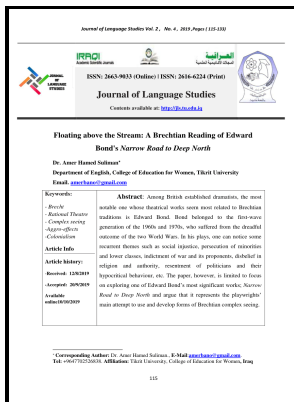 Journal of Language Studies Vol. 2, No. 4, 2019, Pages (115-133)
IRAQI
Academic Scientific Journals
العراقية
المجلات الأكاديمية العلمية
JOURNAL
OF LANGUAGE
STUDIES
ISSN: 2663-9033 (Online) | ISSN: 2616-6224 (Print)
Journal of Language Studies
Contents available at: http://jls.tu.edu.iq
Floating above the Stream: A Brechtian Reading of Edward
Bond's Narrow Road to Deep North
Dr. Amer Hamed Suliman*
Department of English, College of Education for Women, Tikrit University
Email. amerbano@gmail.com
Keywords:
- Brecht
- Rational Theatre
- Complex seeing
- Aggro-effects
-Colonialism
Article Info
Article history:
-Received: 12/8/2019
-Accepted: 20/9/2019
Available
online10/10/2019
Abstract: Among British established dramatists, the most
notable one whose theatrical works seem most related to Brechtian
traditions is Edward Bond. Bond belonged to the first-wave
generation of the 1960s and 1970s, who suffered from the dreadful
outcome of the two World Wars. In his plays, one can notice some
recurrent themes such as social injustice, persecution of minorities
and lower classes, indictment of war and its proponents, disbelief in
religion and authority, resentment of politicians and their
hypocritical behaviour, etc. The paper, however, is limited to focus
on exploring one of Edward Bond's most significant works; Narrow
Road to Deep North and argue that it represents the playwrights'
main attempt to use and develop forms of Brechtian complex seeing.
* Corresponding Author: Dr. Amer Hamed Suliman, E-Mail.amerbano@gmail.com,
Tel: +9647702526838. Affiliation: Tikrit University, College of Education for Women, Iraq
115